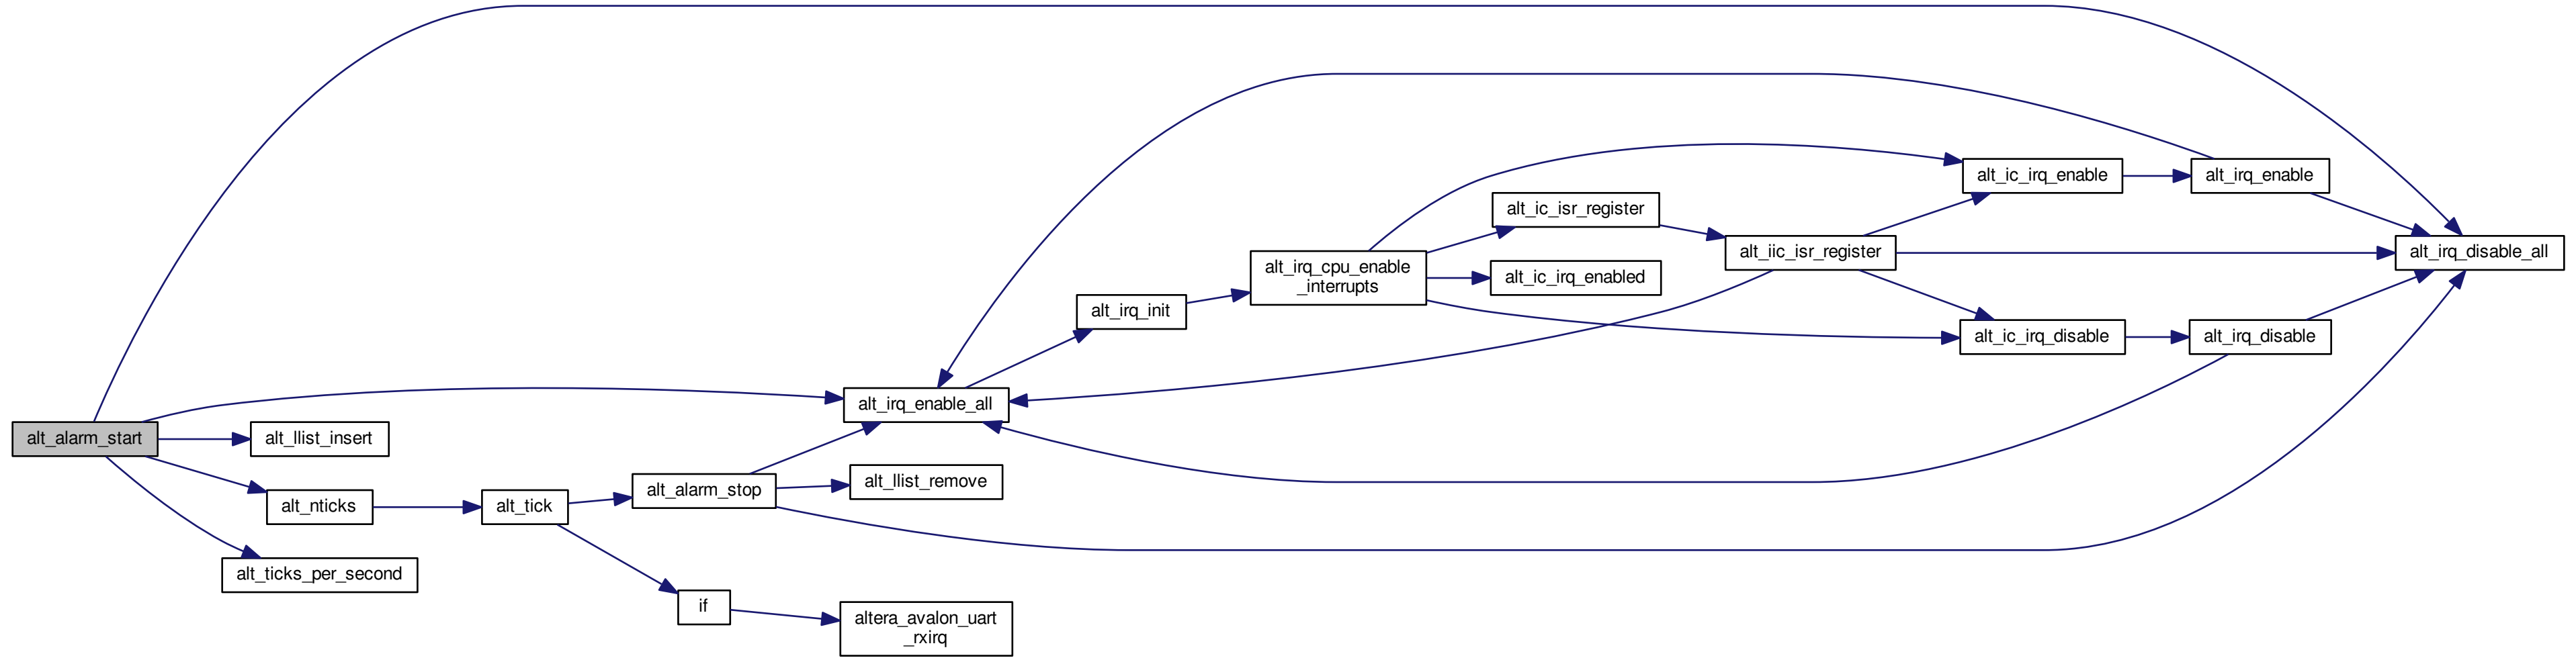 alt_alarm_start
alt_llist_insert
alt_nticks
alt_ticks_per_second
alt_tick
alt_alarm_stop
if
alt_irq_enable_all
alt_llist_remove
altera_avalon_uart
_rxirq
alt_irq_init
alt_irq_cpu_enable
_interrupts
alt_ic_isr_register
alt_ic_irq_enabled
alt_iic_isr_register
alt_ic_irq_enable
alt_ic_irq_disable
alt_irq_enable
alt_irq_disable
alt_irq_disable_all